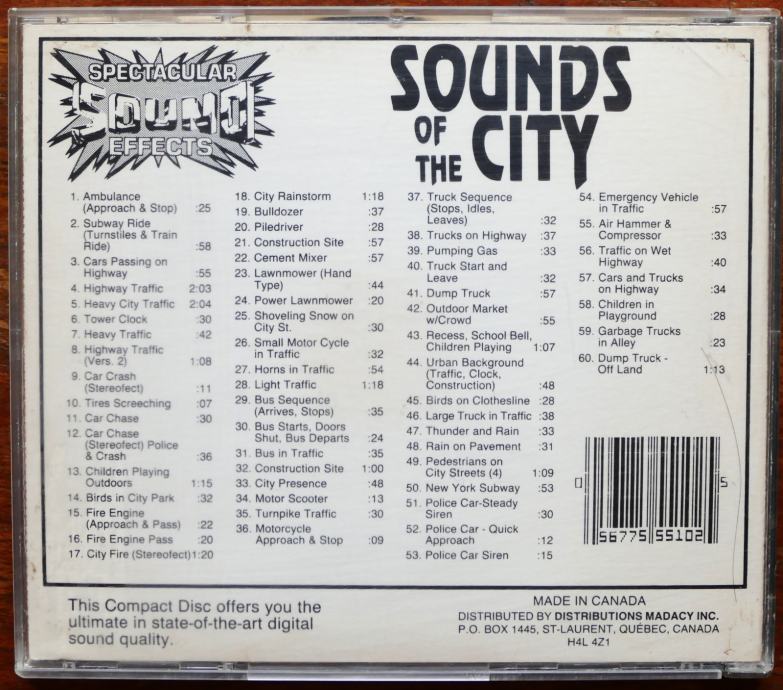 SPECTACULAR
SOUND
EFFECTS
SOUNDS
OF
THE CITY
1. Ambulance
(Approach & Stop) :25
2. Subway Ride
(Turnstiles & Train
Ride) :58
3. Cars Passing on
Highway :55
4. Highway Traffic 2:03
5. Heavy City Traffic 2:04
6. Tower Clock :30
7. Heavy Traffic :42
8. Highway Traffic
(Vers. 2) 1:08
9. Car Crash
(Stereofect) :11
10. Tires Screeching :07
11. Car Chase :30
12. Car Chase
(Stereofect) Police
& Crash :36
13. Children Playing
Outdoors 1:15
14. Birds in City Park :32
15. Fire Engine
(Approach & Pass) :22
16. Fire Engine Pass :20
17. City Fire (Stereofect) 1:20
18. City Rainstorm 1:18
19. Bulldozer :37
20. Piledriver :28
21. Construction Site :57
22. Cement Mixer :57
23. Lawnmower (Hand
Type) :44
24. Power Lawnmower :20
25. Shoveling Snow on
City St. :30
26. Small Motor Cycle
in Traffic :32
27. Horns in Traffic :54
28. Light Traffic 1:18
29. Bus Sequence
(Arrives, Stops) :35
30. Bus Starts, Doors
Shut, Bus Departs :24
31. Bus in Traffic :35
32. Construction Site 1:00
33. City Presence :48
34. Motor Scooter :13
35. Turnpike Traffic :30
36. Motorcycle
Approach & Stop :09
37. Truck Sequence
(Stops, Idles,
Leaves) :32
38. Trucks on Highway :37
39. Pumping Gas :33
40. Truck Start and
Leave :32
41. Dump Truck :57
42. Outdoor Market
w/Crowd :55
43. Recess, School Bell,
Children Playing 1:07
44. Urban Background
(Traffic, Clock,
Construction) :48
45. Birds on Clothesline :28
46. Large Truck in Traffic :38
47. Thunder and Rain :33
48. Rain on Pavement :31
49. Pedestrians on
City Streets (4) 1:09
50. New York Subway :53
51. Police Car-Steady
Siren :30
52. Police Car - Quick
Approach :12
53. Police Car Siren :15
54. Emergency Vehicle
in Traffic :57
55. Air Hammer &
Compressor :33
56. Traffic on Wet
Highway :40
57. Cars and Trucks
on Highway :34
58. Children in
Playground :28
59. Garbage Trucks
in Alley :23
60. Dump Truck -
Off Land 1:13
0 56775 55102 5
This Compact Disc offers you the
ultimate in state-of-the-art digital
sound quality.
MADE IN CANADA
DISTRIBUTED BY DISTRIBUTIONS MADACY INC.
P.O. BOX 1445, ST-LAURENT, QUÉBEC, CANADA
H4L 4Z1